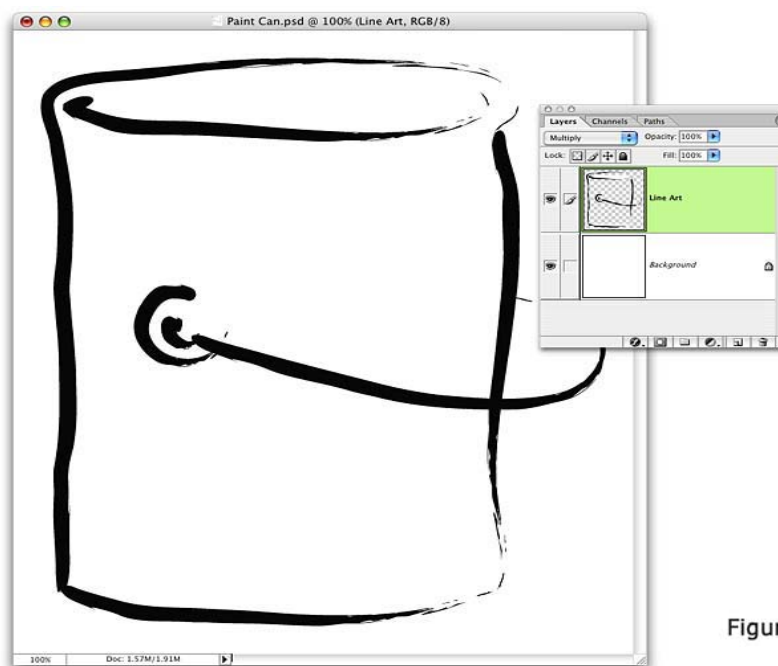 Paint Can.psd @ 100% (Line Art, RGB/8)
Layers Channels Paths
Multiply Opacity: 100%
Lock: Fill: 100%
Line Art
Background
100% Doc: 1.57M/1.91M